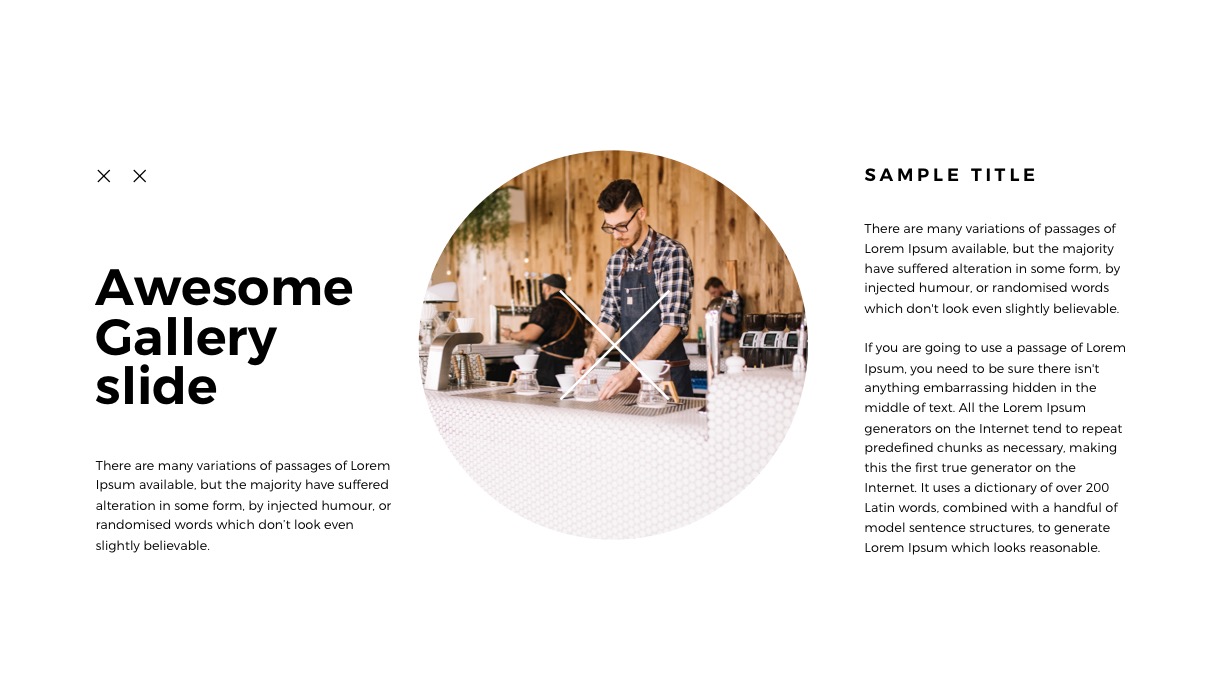 Awesome
Gallery
slide
There are many variations of passages of Lorem
Ipsum available, but the majority have suffered
alteration in some form, by injected humour, or
randomised words which don’t look even
slightly believable.
SAMPLE TITLE
There are many variations of passages of
Lorem Ipsum available, but the majority
have suffered alteration in some form, by
injected humour, or randomised words
which don't look even slightly believable.
If you are going to use a passage of Lorem
Ipsum, you need to be sure there isn't
anything embarrassing hidden in the
middle of text. All the Lorem Ipsum
generators on the Internet tend to repeat
predefined chunks as necessary, making
this the first true generator on the
Internet. It uses a dictionary of over 200
Latin words, combined with a handful of
model sentence structures, to generate
Lorem Ipsum which looks reasonable.